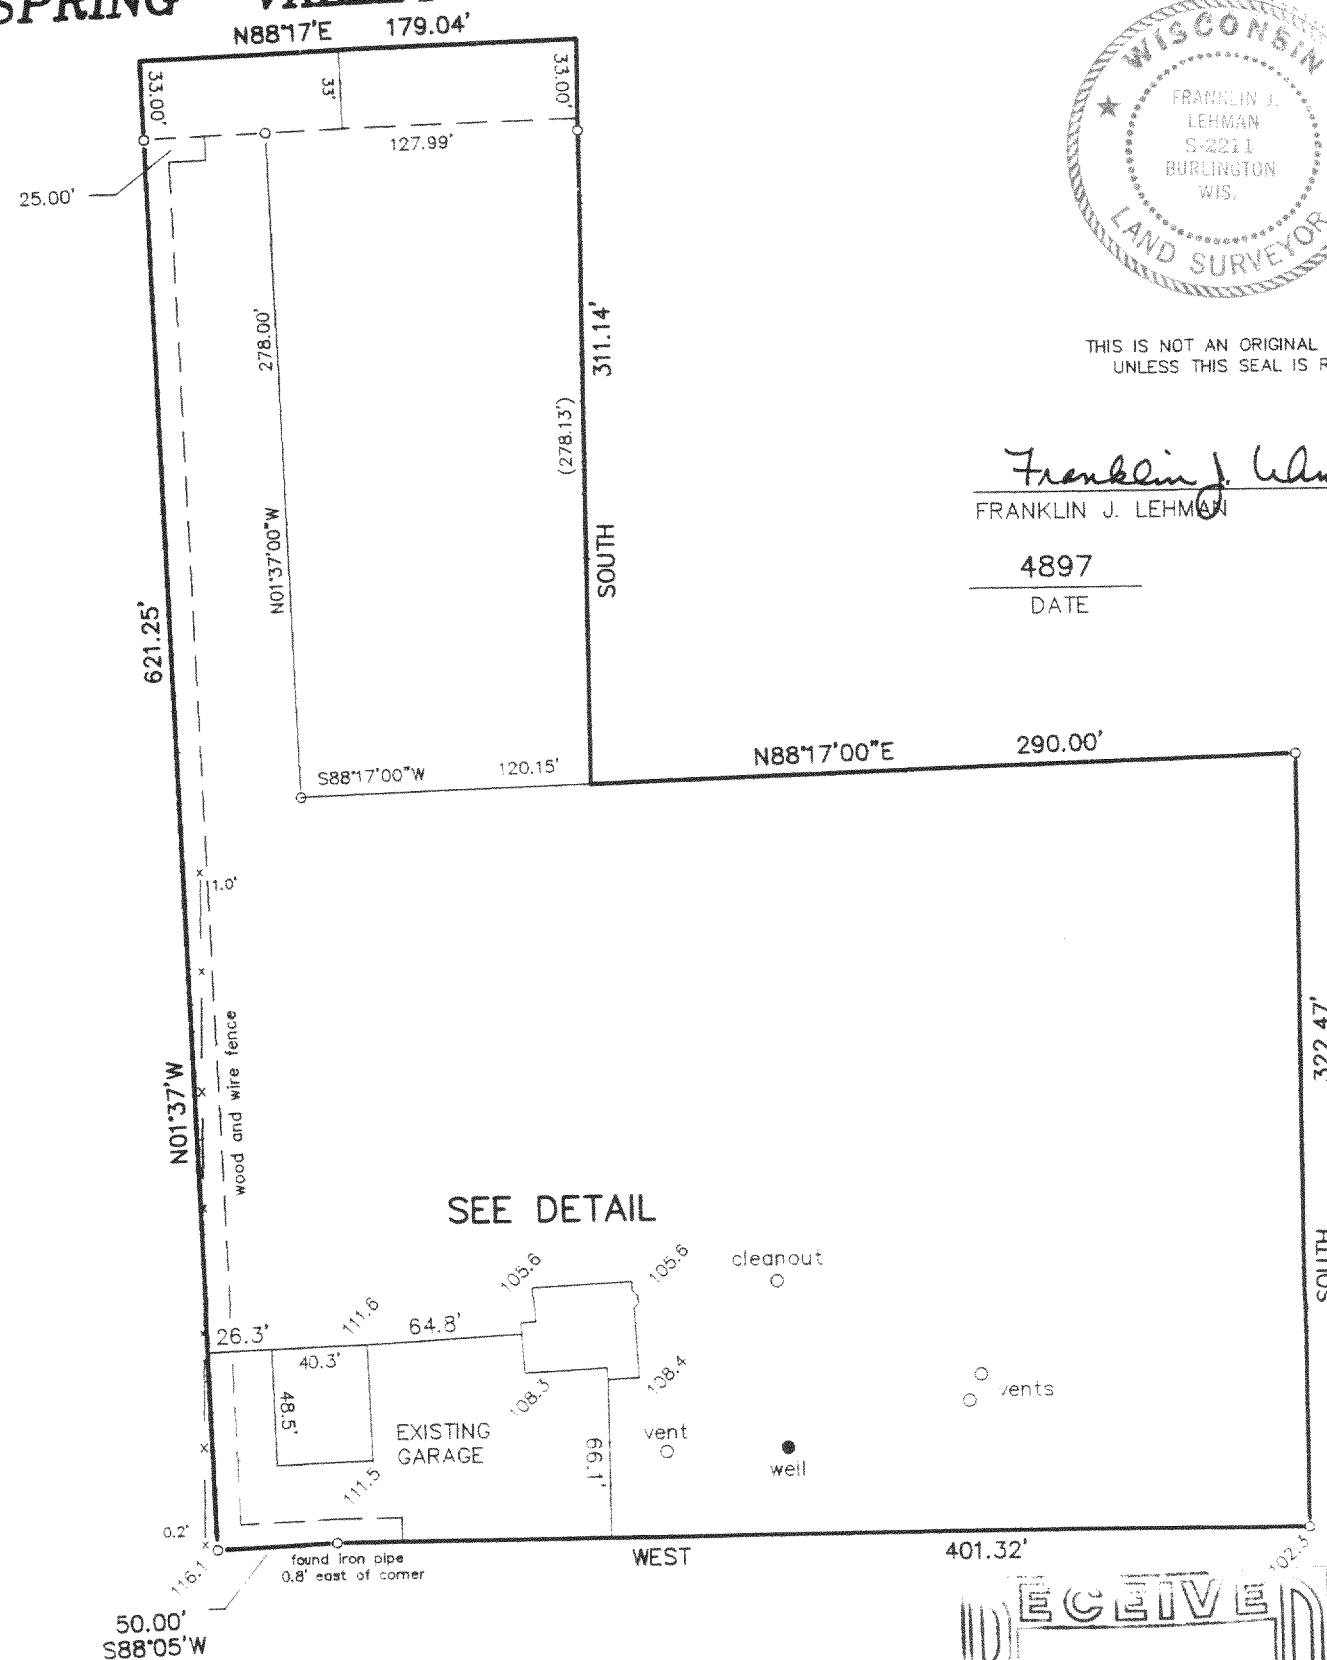 SPRING
N88°17'E 179.04'
33.00'
33'
33.00'
127.99'
25.00'
WISCONSIN
FRANKLIN J.
LEHMAN
S-2211
BURLINGTON
WIS.
LAND SURVEYOR
THIS IS NOT AN ORIGINAL
UNLESS THIS SEAL IS R
278.00'
311.14'
(278.13')
N01°37'00"W
SOUTH
Franklin J.
FRANKLIN J. LEHMAN
4897
DATE
621.25'
N88°17'00"E 290.00'
S88°17'00"W 120.15'
1.0'
wood and wire fence
N01°37'W
322.47'
SOUTH
SEE DETAIL
105.6
105.6
cleanout
26.3'
111.6
64.8'
40.3'
48.5'
108.3
108.4
vents
EXISTING
GARAGE
66.1'
vent
well
111.5
0.2'
116.1
found iron pipe
0.8' east of corner
WEST
401.32'
102.3
50.00'
S88°05'W
RECEIVED